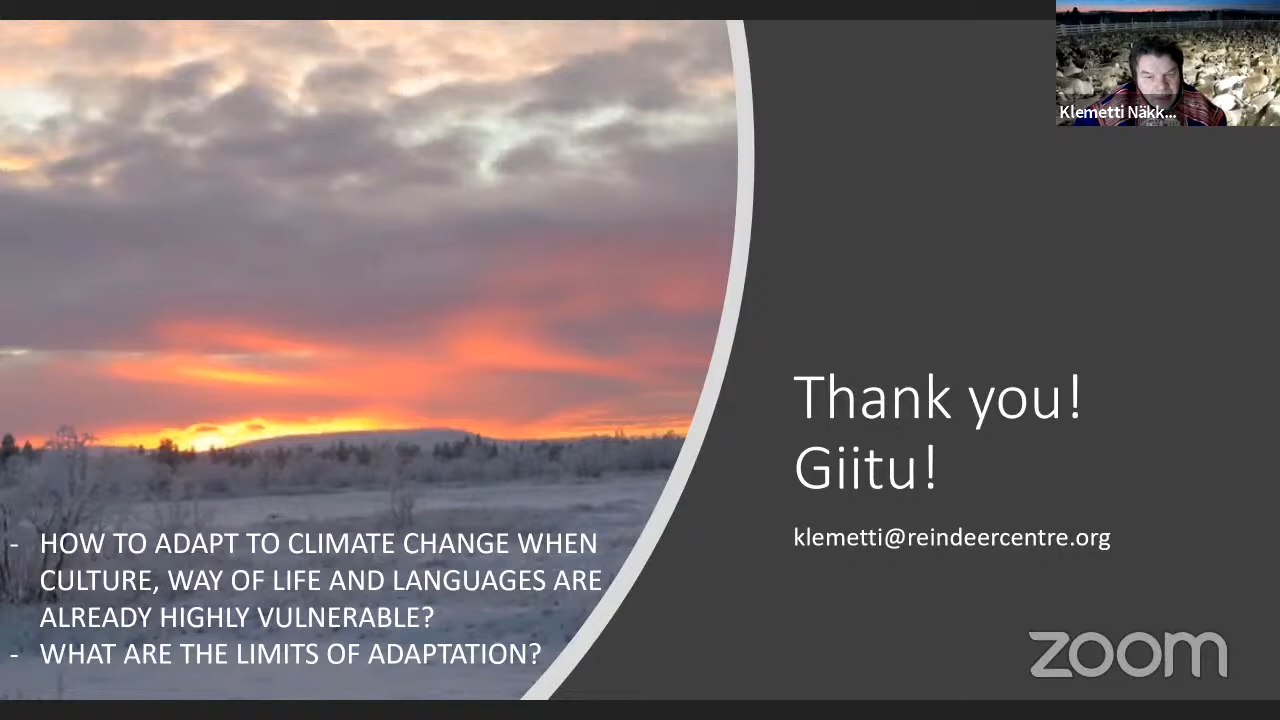 Klemetti Näkk...
Thank you!
Giitu!
klemetti@reindeercentre.org
- HOW TO ADAPT TO CLIMATE CHANGE WHEN
CULTURE, WAY OF LIFE AND LANGUAGES ARE
ALREADY HIGHLY VULNERABLE?
- WHAT ARE THE LIMITS OF ADAPTATION?
zoom